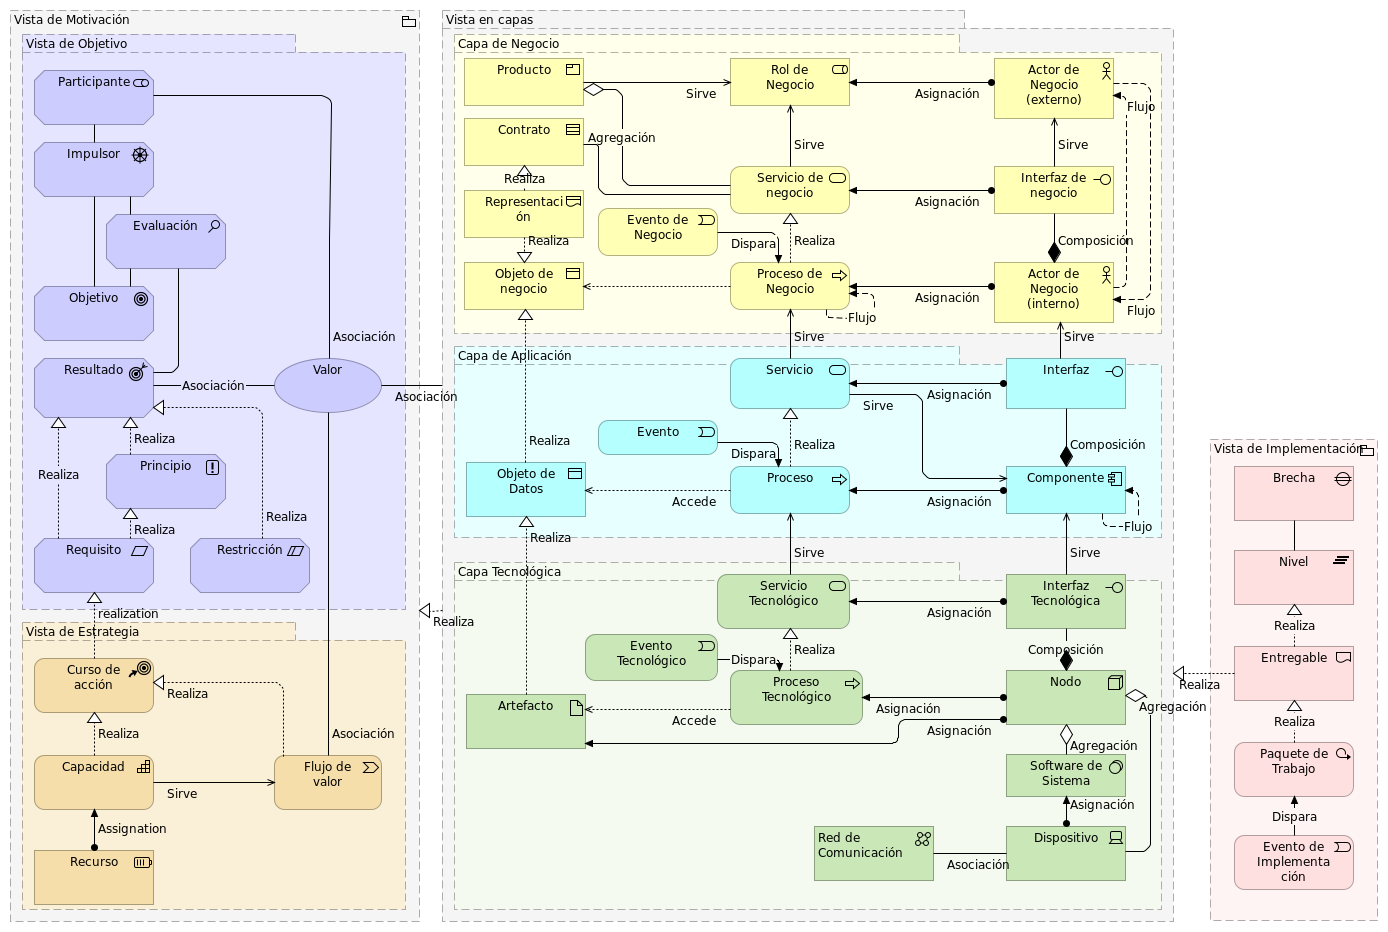 Vista de Motivación
Vista de Objetivo
Participante
Impulsor
Evaluación
Objetivo
Asociación
Resultado
Asociación
Valor
Asociación
Realiza
Realiza
Principio
Realiza
Realiza
Requisito
Restricción
realization
Realiza
Vista de Estrategia
Curso de
acción
Realiza
Realiza
Asociación
Capacidad
Sirve
Flujo de
valor
Assignation
Recurso
Vista en capas
Capa de Negocio
Producto
Sirve
Rol de
Negocio
Asignación
Actor de
Negocio
(externo)
Flujo
Contrato
Agregación
Sirve
Sirve
Realiza
Servicio de
negocio
Asignación
Interfaz de
negocio
Representaci
ón
Evento de
Negocio
Realiza
Dispara
Realiza
Composición
Objeto de
negocio
Proceso de
Negocio
Asignación
Actor de
Negocio
(interno)
Flujo
Flujo
Sirve
Sirve
Capa de Aplicación
Servicio
Asignación
Interfaz
Sirve
Evento
Realiza
Dispara
Realiza
Composición
Objeto de
Datos
Accede
Proceso
Asignación
Componente
Flujo
Realiza
Sirve
Sirve
Capa Tecnológica
Servicio
Tecnológico
Asignación
Interfaz
Tecnológica
Evento
Tecnológico
Dispara
Realiza
Composición
Proceso
Tecnológico
Nodo
Artefacto
Accede
Asignación
Asignación
Agregación
Agregación
Software de
Sistema
Asignación
Red de
Comunicación
Asociación
Dispositivo
Vista de Implementación
Brecha
Nivel
Realiza
Entregable
Realiza
Realiza
Paquete de
Trabajo
Dispara
Evento de
Implementa
ción